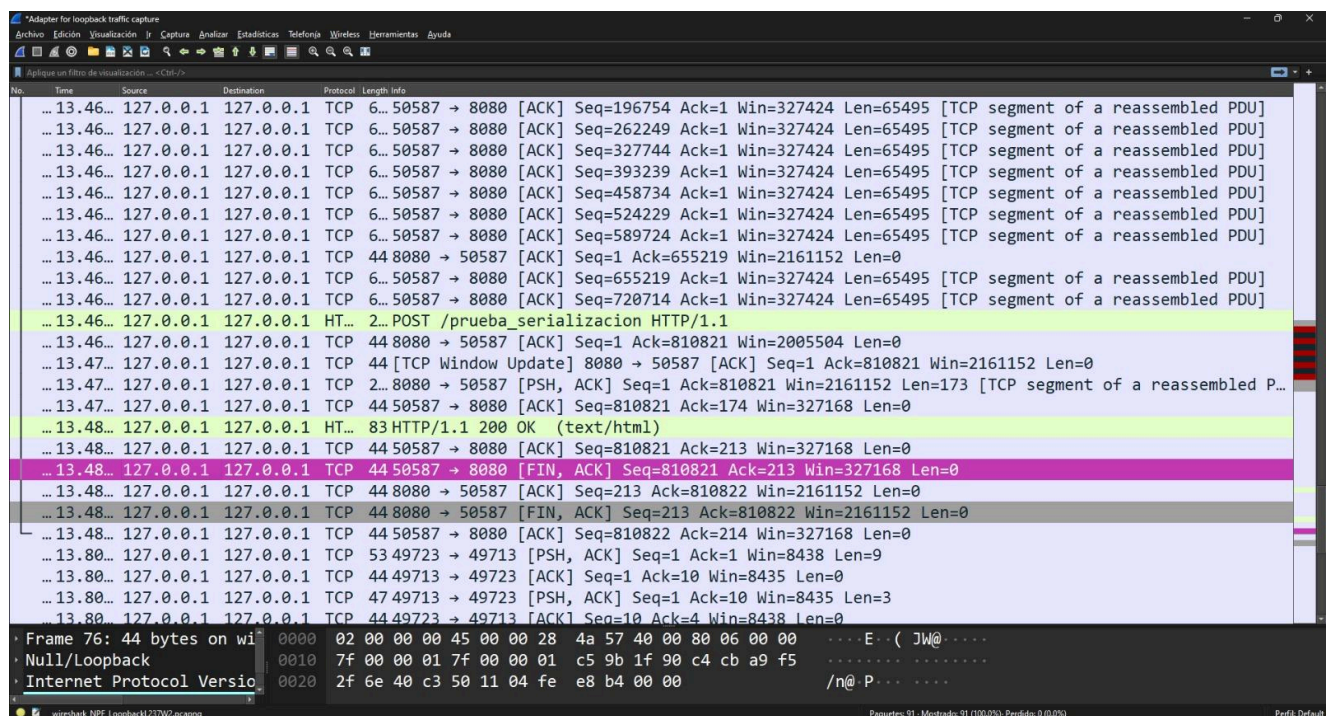 *Adapter for loopback traffic capture
Archivo Edición Visualización Ir Captura Analizar Estadísticas Telefonía Wireless Herramientas Ayuda
Aplique un filtro de visualización ... <Ctrl-/>
No. Time Source Destination Protocol Length Info
... 13.46... 127.0.0.1 127.0.0.1 TCP 6... 50587 → 8080 [ACK] Seq=196754 Ack=1 Win=327424 Len=65495 [TCP segment of a reassembled PDU]
... 13.46... 127.0.0.1 127.0.0.1 TCP 6... 50587 → 8080 [ACK] Seq=262249 Ack=1 Win=327424 Len=65495 [TCP segment of a reassembled PDU]
... 13.46... 127.0.0.1 127.0.0.1 TCP 6... 50587 → 8080 [ACK] Seq=327744 Ack=1 Win=327424 Len=65495 [TCP segment of a reassembled PDU]
... 13.46... 127.0.0.1 127.0.0.1 TCP 6... 50587 → 8080 [ACK] Seq=393239 Ack=1 Win=327424 Len=65495 [TCP segment of a reassembled PDU]
... 13.46... 127.0.0.1 127.0.0.1 TCP 6... 50587 → 8080 [ACK] Seq=458734 Ack=1 Win=327424 Len=65495 [TCP segment of a reassembled PDU]
... 13.46... 127.0.0.1 127.0.0.1 TCP 6... 50587 → 8080 [ACK] Seq=524229 Ack=1 Win=327424 Len=65495 [TCP segment of a reassembled PDU]
... 13.46... 127.0.0.1 127.0.0.1 TCP 6... 50587 → 8080 [ACK] Seq=589724 Ack=1 Win=327424 Len=65495 [TCP segment of a reassembled PDU]
... 13.46... 127.0.0.1 127.0.0.1 TCP 44 8080 → 50587 [ACK] Seq=1 Ack=655219 Win=2161152 Len=0
... 13.46... 127.0.0.1 127.0.0.1 TCP 6... 50587 → 8080 [ACK] Seq=655219 Ack=1 Win=327424 Len=65495 [TCP segment of a reassembled PDU]
... 13.46... 127.0.0.1 127.0.0.1 TCP 6... 50587 → 8080 [ACK] Seq=720714 Ack=1 Win=327424 Len=65495 [TCP segment of a reassembled PDU]
... 13.46... 127.0.0.1 127.0.0.1 HT... 2... POST /prueba_serializacion HTTP/1.1
... 13.46... 127.0.0.1 127.0.0.1 TCP 44 8080 → 50587 [ACK] Seq=1 Ack=810821 Win=2005504 Len=0
... 13.47... 127.0.0.1 127.0.0.1 TCP 44 [TCP Window Update] 8080 → 50587 [ACK] Seq=1 Ack=810821 Win=2161152 Len=0
... 13.47... 127.0.0.1 127.0.0.1 TCP 2... 8080 → 50587 [PSH, ACK] Seq=1 Ack=810821 Win=2161152 Len=173 [TCP segment of a reassembled P...
... 13.47... 127.0.0.1 127.0.0.1 TCP 44 50587 → 8080 [ACK] Seq=810821 Ack=174 Win=327168 Len=0
... 13.48... 127.0.0.1 127.0.0.1 HT... 83 HTTP/1.1 200 OK (text/html)
... 13.48... 127.0.0.1 127.0.0.1 TCP 44 50587 → 8080 [ACK] Seq=810821 Ack=213 Win=327168 Len=0
... 13.48... 127.0.0.1 127.0.0.1 TCP 44 50587 → 8080 [FIN, ACK] Seq=810821 Ack=213 Win=327168 Len=0
... 13.48... 127.0.0.1 127.0.0.1 TCP 44 8080 → 50587 [ACK] Seq=213 Ack=810822 Win=2161152 Len=0
... 13.48... 127.0.0.1 127.0.0.1 TCP 44 8080 → 50587 [FIN, ACK] Seq=213 Ack=810822 Win=2161152 Len=0
... 13.48... 127.0.0.1 127.0.0.1 TCP 44 50587 → 8080 [ACK] Seq=810822 Ack=214 Win=327168 Len=0
... 13.80... 127.0.0.1 127.0.0.1 TCP 53 49723 → 49713 [PSH, ACK] Seq=1 Ack=1 Win=8438 Len=9
... 13.80... 127.0.0.1 127.0.0.1 TCP 44 49713 → 49723 [ACK] Seq=1 Ack=10 Win=8435 Len=0
... 13.80... 127.0.0.1 127.0.0.1 TCP 47 49713 → 49723 [PSH, ACK] Seq=1 Ack=10 Win=8435 Len=3
... 13.80... 127.0.0.1 127.0.0.1 TCP 44 49723 → 49713 [ACK] Seq=10 Ack=4 Win=8438 Len=0
Frame 76: 44 bytes on wi 0000 02 00 00 00 45 00 00 28 4a 57 40 00 80 06 00 00 ····E··( JW@·····
Null/Loopback 0010 7f 00 00 01 7f 00 00 01 c5 9b 1f 90 c4 cb a9 f5 ········ ········
Internet Protocol Versio 0020 2f 6e 40 c3 50 11 04 fe e8 b4 00 00 /n@·P··· ····
wireshark_NPF_LoopbackL237W2.pcapng Paquetes: 91 · Mostrado: 91 (100.0%) · Perdido: 0 (0.0%) Perfil: Default